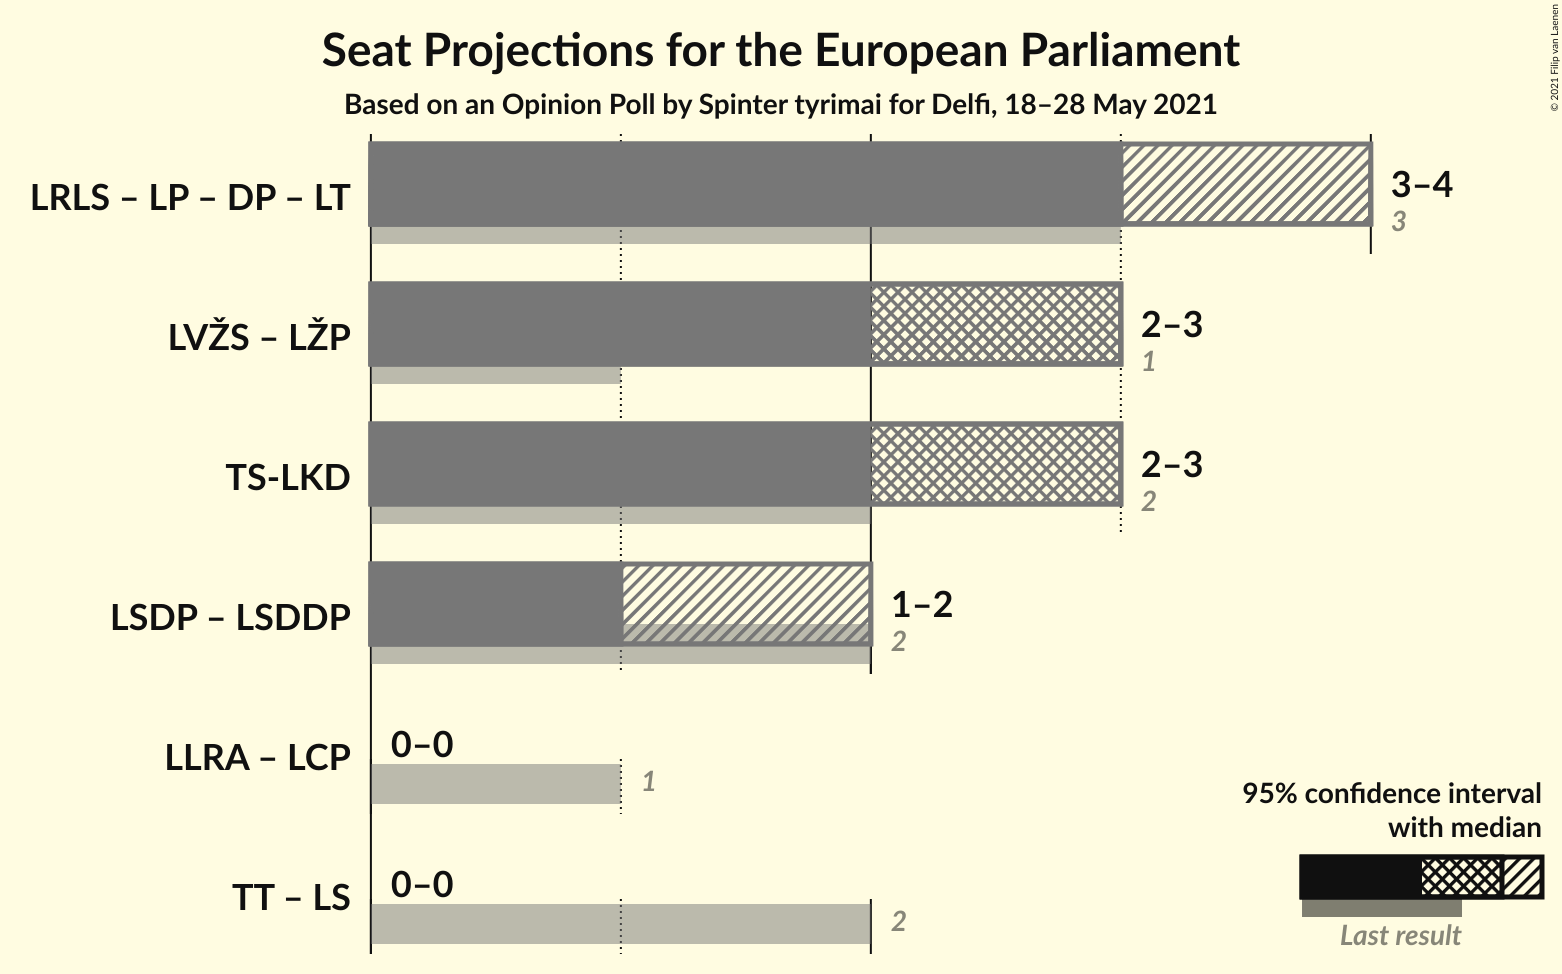 Seat Projections for the European Parliament
Based on an Opinion Poll by Spinter tyrimai for Delfi, 18–28 May 2021
© 2021 Filip van Laenen
LRLS – LP – DP – LT
3–4
3
LVŽS – LŽP
2–3
1
TS-LKD
2–3
2
LSDP – LSDDP
1–2
2
LLRA – LCP
0–0
1
TT – LS
0–0
2
95% confidence interval
with median
Last result